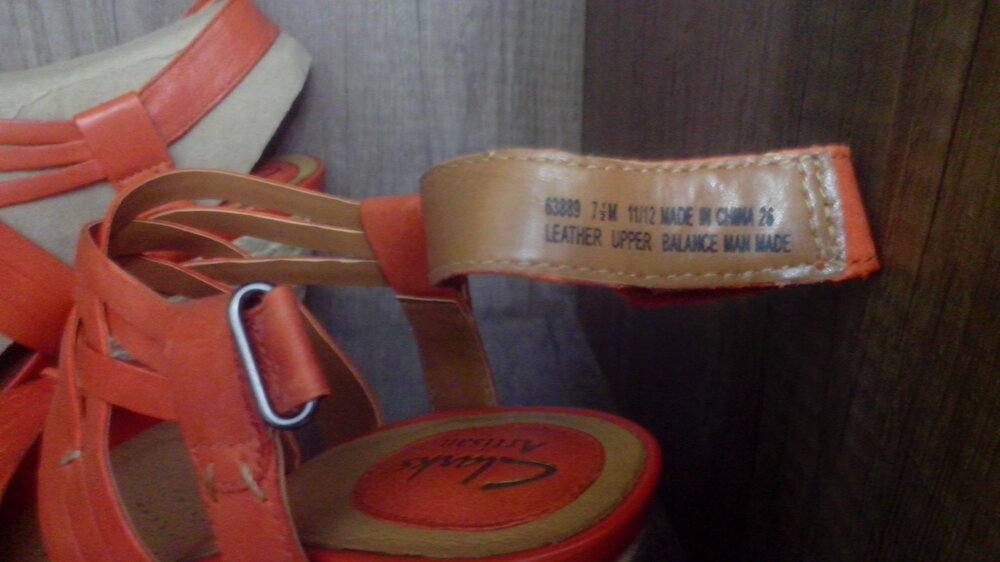 63889 7½M 11/12 MADE IN CHINA 26
LEATHER UPPER BALANCE MAN MADE
Clarks
Artisan